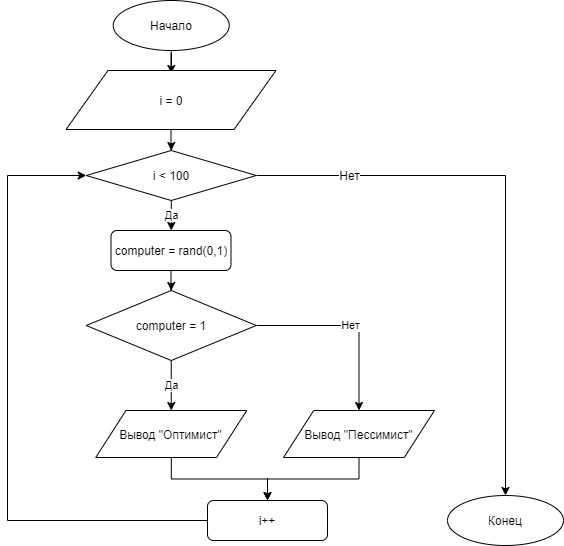 Начало
i = 0
i < 100
Нет
Да
computer = rand(0,1)
computer = 1
Нет
Да
Вывод "Оптимист"
Вывод "Пессимист"
i++
Конец